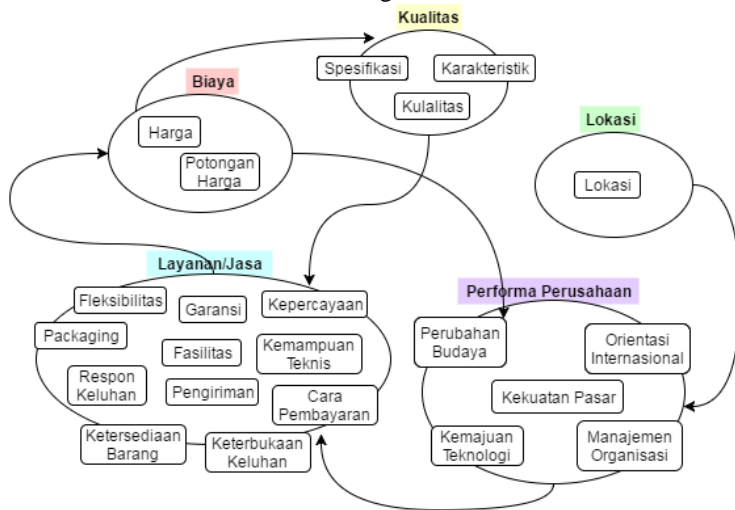 Kualitas
Spesifikasi
Karakteristik
Kulalitas
Biaya
Harga
Potongan
Harga
Lokasi
Lokasi
Layanan/Jasa
Fleksibilitas
Garansi
Kepercayaan
Packaging
Fasilitas
Kemampuan
Teknis
Respon
Keluhan
Pengiriman
Cara
Pembayaran
Ketersediaan
Barang
Keterbukaan
Keluhan
Performa Perusahaan
Perubahan
Budaya
Orientasi
Internasional
Kekuatan Pasar
Kemajuan
Teknologi
Manajemen
Organisasi